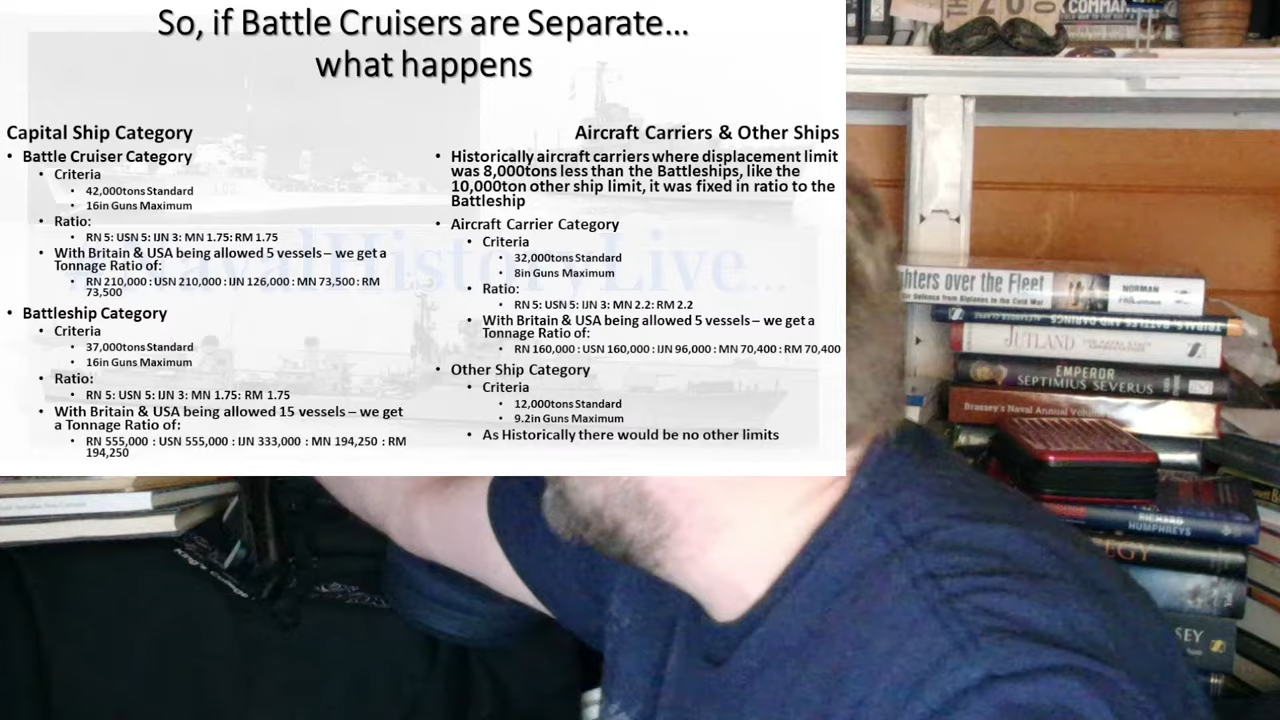 So, if Battle Cruisers are Separate...
what happens
Capital Ship Category
• Battle Cruiser Category
• Criteria
• 42,000tons Standard
• 16in Guns Maximum
• Ratio:
• RN 5: USN 5: IJN 3: MN 1.75: RM 1.75
• With Britain & USA being allowed 5 vessels – we get a
Tonnage Ratio of:
• RN 210,000 : USN 210,000 : IJN 126,000 : MN 73,500 : RM
73,500
• Battleship Category
• Criteria
• 37,000tons Standard
• 16in Guns Maximum
• Ratio:
• RN 5: USN 5: IJN 3: MN 1.75: RM 1.75
• With Britain & USA being allowed 15 vessels – we get
a Tonnage Ratio of:
• RN 555,000 : USN 555,000 : IJN 333,000 : MN 194,250 : RM
194,250
Aircraft Carriers & Other Ships
• Historically aircraft carriers where displacement limit
was 8,000tons less than the Battleships, like the
10,000ton other ship limit, it was fixed in ratio to the
Battleship
• Aircraft Carrier Category
• Criteria
• 32,000tons Standard
• 8in Guns Maximum
• Ratio:
• RN 5: USN 5: IJN 3: MN 2.2: RM 2.2
• With Britain & USA being allowed 5 vessels – we get a
Tonnage Ratio of:
• RN 160,000 : USN 160,000 : IJN 96,000 : MN 70,400 : RM 70,400
• Other Ship Category
• Criteria
• 12,000tons Standard
• 9.2in Guns Maximum
• As Historically there would be no other limits
avalHistoryLive...
COMMAN
THE
20
ghters over the Fleet
NORMAN
JUTLAND
EMPEROR
SEPTIMIUS SEVERUS
Brassey's Naval Annual
RICHARD
HUMPHREYS
EGY
SEY